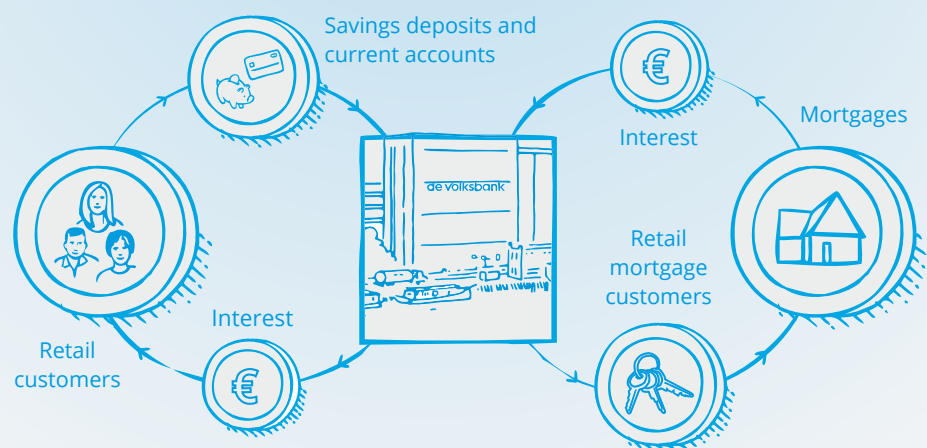 Savings deposits and
current accounts
€
Interest
Mortgages
de volksbank
Retail
mortgage
customers
Interest
€
Retail
customers